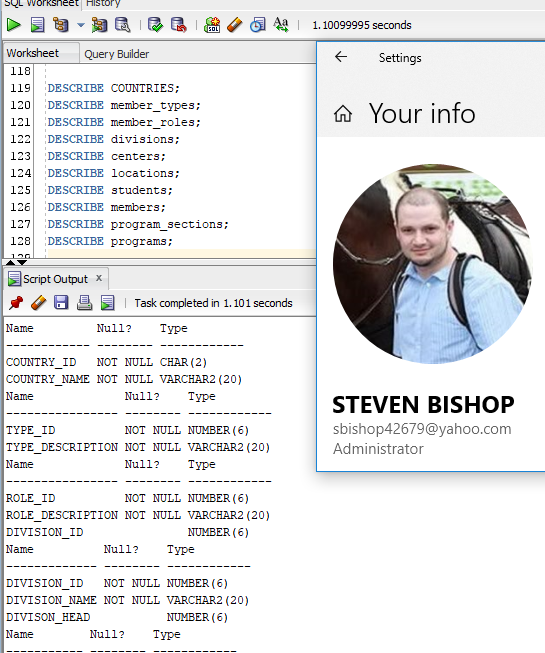 SQL Worksheet History
1.10099995 seconds
Worksheet Query Builder
118
119 DESCRIBE COUNTRIES;
120 DESCRIBE member_types;
121 DESCRIBE member_roles;
122 DESCRIBE divisions;
123 DESCRIBE centers;
124 DESCRIBE locations;
125 DESCRIBE students;
126 DESCRIBE members;
127 DESCRIBE program_sections;
128 DESCRIBE programs;
129
Script Output x
Task completed in 1.101 seconds
Name Null? Type
------------ -------- ------------
COUNTRY_ID NOT NULL CHAR(2)
COUNTRY_NAME NOT NULL VARCHAR2(20)
Name Null? Type
---------------- -------- ------------
TYPE_ID NOT NULL NUMBER(6)
TYPE_DESCRIPTION NOT NULL VARCHAR2(20)
Name Null? Type
---------------- -------- ------------
ROLE_ID NOT NULL NUMBER(6)
ROLE_DESCRIPTION NOT NULL VARCHAR2(20)
DIVISION_ID NUMBER(6)
Name Null? Type
------------- -------- ------------
DIVISION_ID NOT NULL NUMBER(6)
DIVISION_NAME NOT NULL VARCHAR2(20)
DIVISON_HEAD NUMBER(6)
Name Null? Type
----------- -------- ------------
Settings
Your info
STEVEN BISHOP
sbishop42679@yahoo.com
Administrator